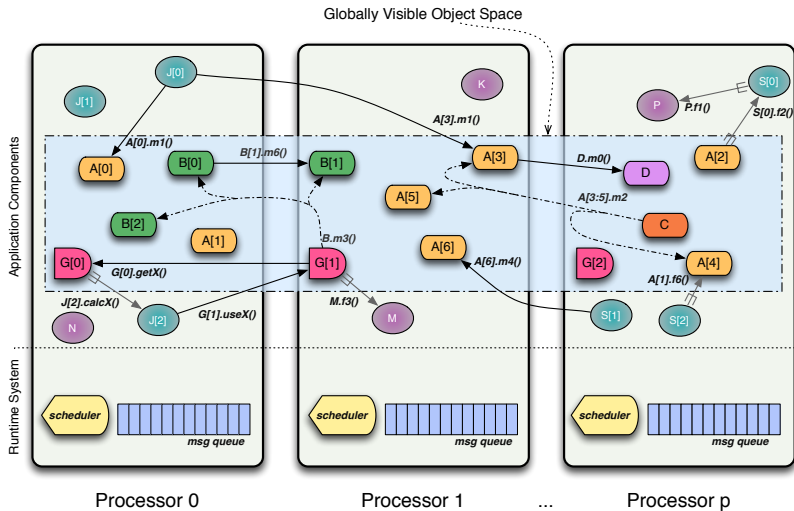 Globally Visible Object Space
Application Components
J[0]
J[1]
K
S[0]
P
P.f1()
S[0].f2()
A[3].m1()
A[0].m1()
B[1].m6()
A[0]
B[0]
B[1]
A[3]
D.m0()
D
A[2]
A[5]
A[3:5].m2
B[2]
A[1]
B.m3()
A[6]
C
G[0]
G[0].getX()
G[1]
A[6].m4()
G[2]
A[4]
A[1].f6()
J[2].calcX()
G[1].useX()
M.f3()
N
J[2]
M
S[1]
S[2]
Runtime System
scheduler
msg queue
scheduler
msg queue
scheduler
msg queue
Processor 0
Processor 1
...
Processor p